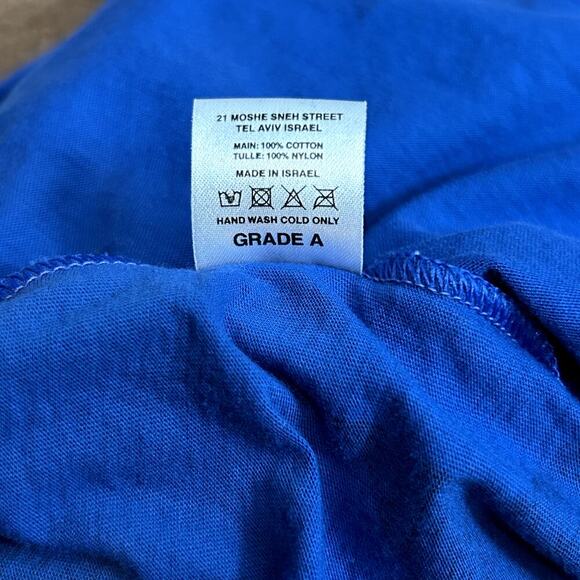 21 MOSHE SNEH STREET
TEL AVIV ISRAEL
MAIN: 100% COTTON
TULLE: 100% NYLON
MADE IN ISRAEL
HAND WASH COLD ONLY
GRADE A